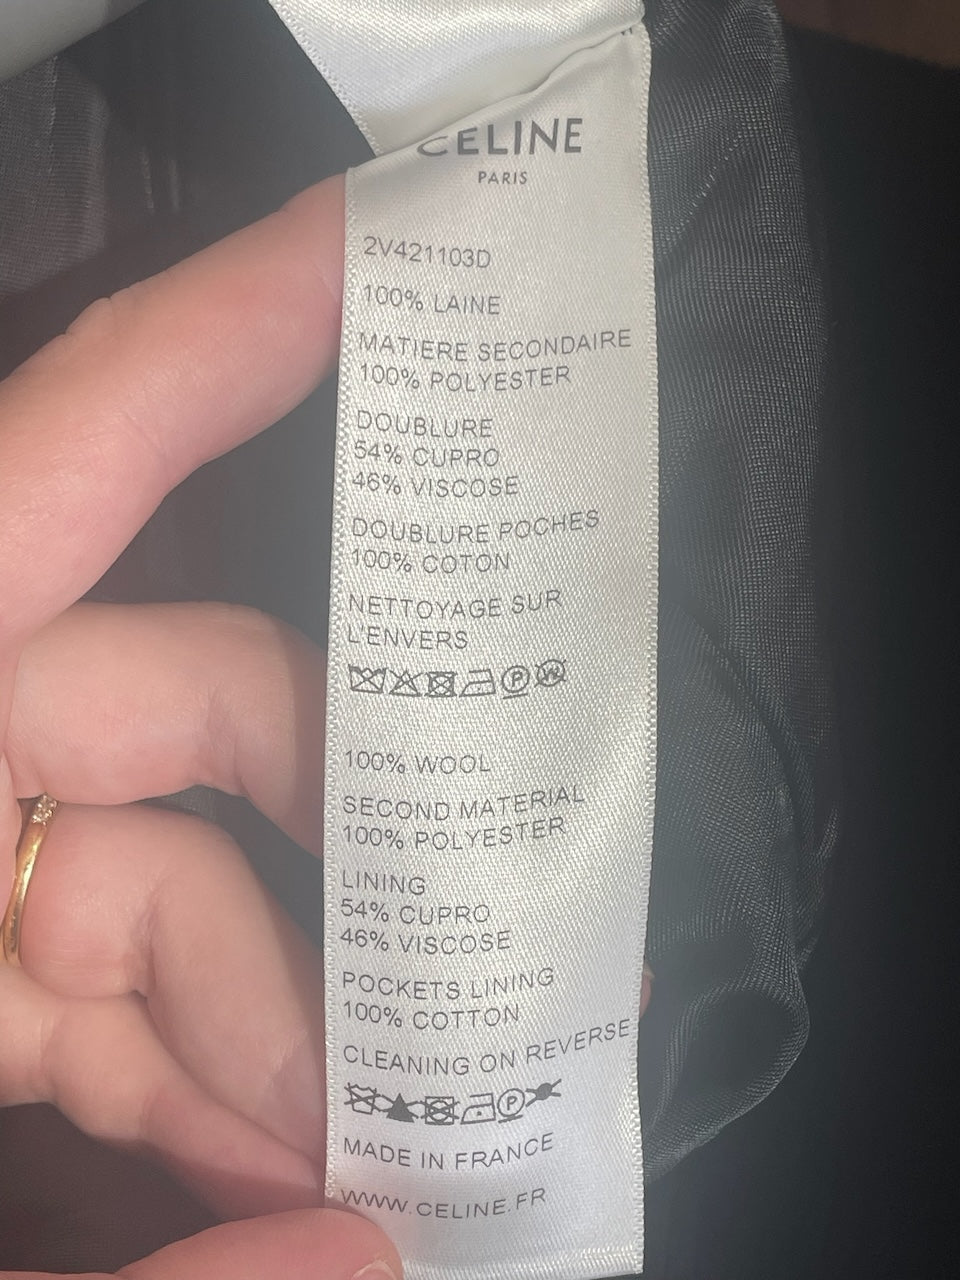 CELINE
PARIS
2V421103D
100% LAINE
MATIERE SECONDAIRE
100% POLYESTER
DOUBLURE
54% CUPRO
46% VISCOSE
DOUBLURE POCHES
100% COTON
NETTOYAGE SUR
L'ENVERS
P W
100% WOOL
SECOND MATERIAL
100% POLYESTER
LINING
54% CUPRO
46% VISCOSE
POCKETS LINING
100% COTTON
CLEANING ON REVERSE
P
MADE IN FRANCE
WWW.CELINE.FR